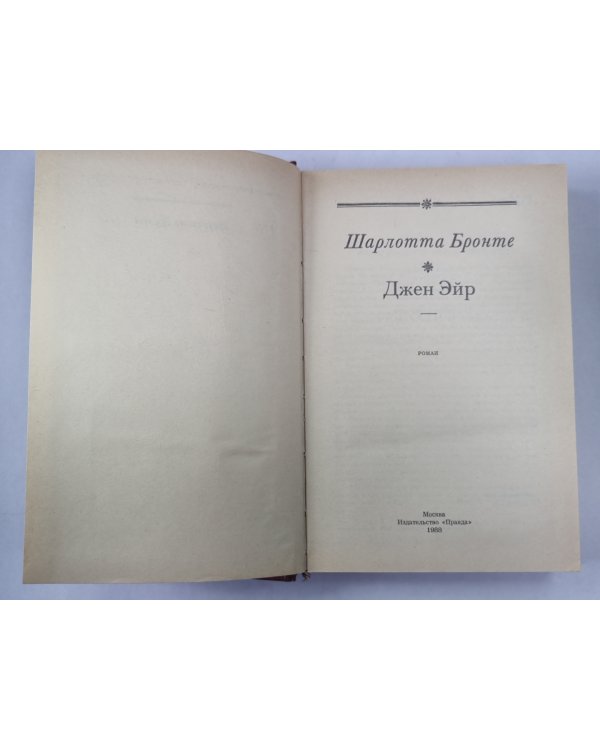 Шарлотта Бронте
Джен Эйр
РОМАН
Москва
Издательство «Правда»
1988